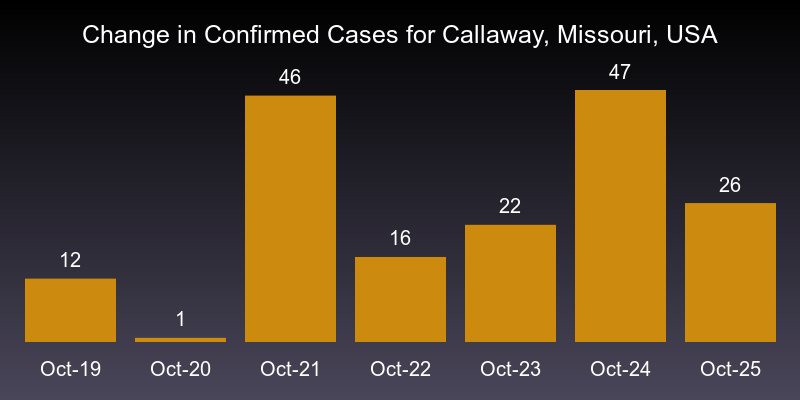 Change in Confirmed Cases for Callaway, Missouri, USA
12
1
46
16
22
47
26
Oct-19
Oct-20
Oct-21
Oct-22
Oct-23
Oct-24
Oct-25